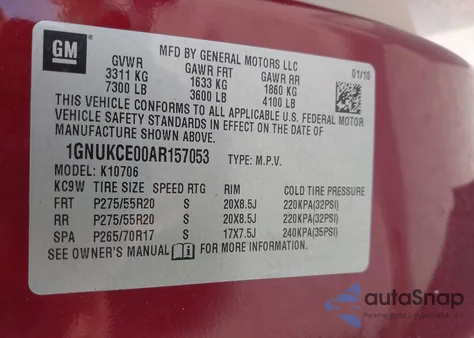 GM
MFD BY GENERAL MOTORS LLC
01/10
GVWR GAWR FRT GAWR RR
3311 KG 1633 KG 1860 KG
7300 LB 3600 LB 4100 LB
THIS VEHICLE CONFORMS TO ALL APPLICABLE U.S. FEDERAL MOTOR
VEHICLE SAFETY STANDARDS IN EFFECT ON THE DATE OF
MANUFACTURE SHOWN ABOVE.
1GNUKCE00AR157053 TYPE: M.P.V.
MODEL: K10706
KC9W TIRE SIZE SPEED RTG RIM COLD TIRE PRESSURE
FRT P275/55R20 S 20X8.5J 220KPA(32PSI)
RR P275/55R20 S 20X8.5J 220KPA(32PSI)
SPA P265/70R17 S 17X7.5J 240KPA(35PSI)
SEE OWNER'S MANUAL FOR MORE INFORMATION.
autoSnap